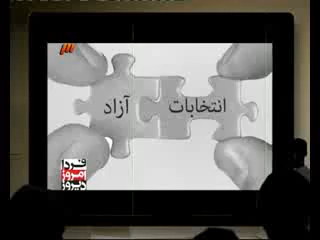 انتخابات آزاد
فردا
امروز
دیروز